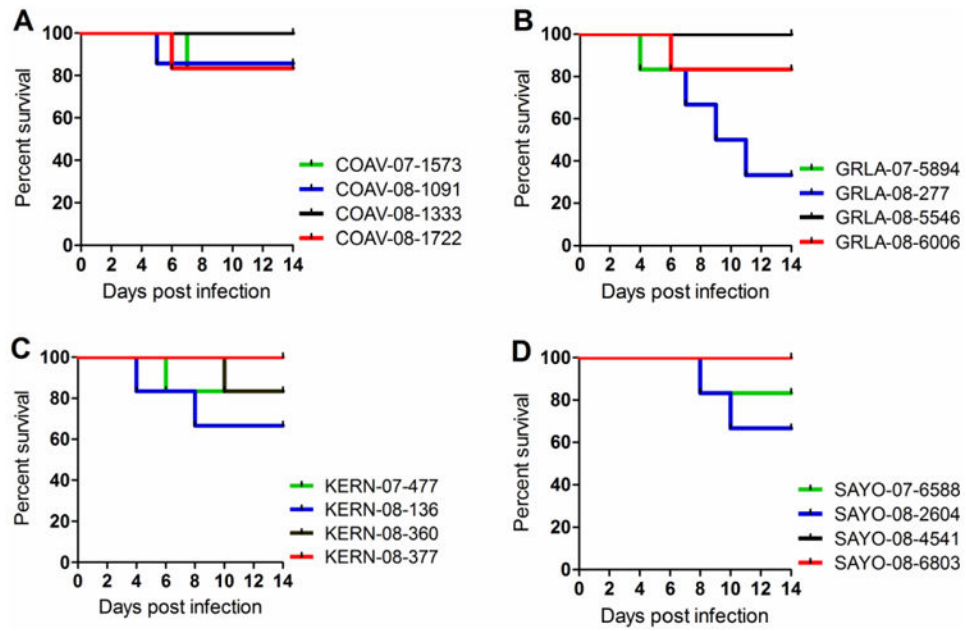 A
Percent survival
100
80
60
40
20
0
0 2 4 6 8 10 12 14
Days post infection
COAV-07-1573
COAV-08-1091
COAV-08-1333
COAV-08-1722
B
Percent survival
100
80
60
40
20
0
0 2 4 6 8 10 12 14
Days post infection
GRLA-07-5894
GRLA-08-277
GRLA-08-5546
GRLA-08-6006
C
Percent survival
100
80
60
40
20
0
0 2 4 6 8 10 12 14
Days post infection
KERN-07-477
KERN-08-136
KERN-08-360
KERN-08-377
D
Percent survival
100
80
60
40
20
0
0 2 4 6 8 10 12 14
Days post infection
SAYO-07-6588
SAYO-08-2604
SAYO-08-4541
SAYO-08-6803